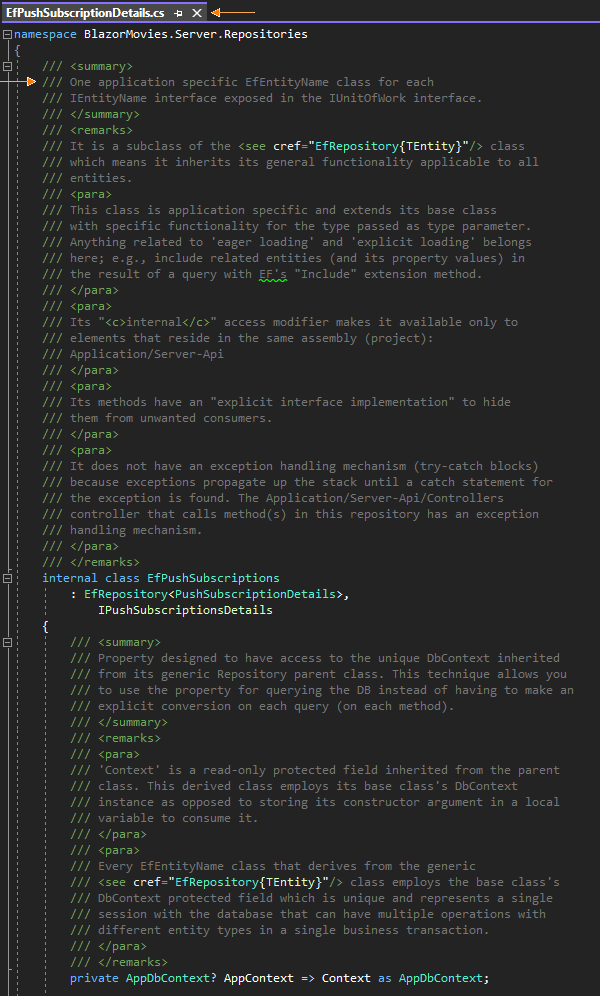 EfPushSubscriptionDetails.cs
namespace BlazorMovies.Server.Repositories
{
/// <summary>
/// One application specific EfEntityName class for each
/// IEntityName interface exposed in the IUnitOfWork interface.
/// </summary>
/// <remarks>
/// It is a subclass of the <see cref="EfRepository{TEntity}"/> class
/// which means it inherits its general functionality applicable to all
/// entities.
/// <para>
/// This class is application specific and extends its base class
/// with specific functionality for the type passed as type parameter.
/// Anything related to 'eager loading' and 'explicit loading' belongs
/// here; e.g., include related entities (and its property values) in
/// the result of a query with EF's "Include" extension method.
/// </para>
/// <para>
/// Its "<c>internal</c>" access modifier makes it available only to
/// elements that reside in the same assembly (project):
/// Application/Server-Api
/// </para>
/// <para>
/// Its methods have an "explicit interface implementation" to hide
/// them from unwanted consumers.
/// </para>
/// <para>
/// It does not have an exception handling mechanism (try-catch blocks)
/// because exceptions propagate up the stack until a catch statement for
/// the exception is found. The Application/Server-Api/Controllers
/// controller that calls method(s) in this repository has an exception
/// handling mechanism.
/// </para>
/// </remarks>
internal class EfPushSubscriptions
: EfRepository<PushSubscriptionDetails>,
IPushSubscriptionsDetails
{
/// <summary>
/// Property designed to have access to the unique DbContext inherited
/// from its generic Repository parent class. This technique allows you
/// to use the property for querying the DB instead of having to make an
/// explicit conversion on each query (on each method).
/// </summary>
/// <remarks>
/// <para>
/// 'Context' is a read-only protected field inherited from the parent
/// class. This derived class employs its base class's DbContext
/// instance as opposed to storing its constructor argument in a local
/// variable to consume it.
/// </para>
/// <para>
/// Every EfEntityName class that derives from the generic
/// <see cref="EfRepository{TEntity}"/> class employs the base class's
/// DbContext protected field which is unique and represents a single
/// session with the database that can have multiple operations with
/// different entity types in a single business transaction.
/// </para>
/// </remarks>
private AppDbContext? AppContext => Context as AppDbContext;